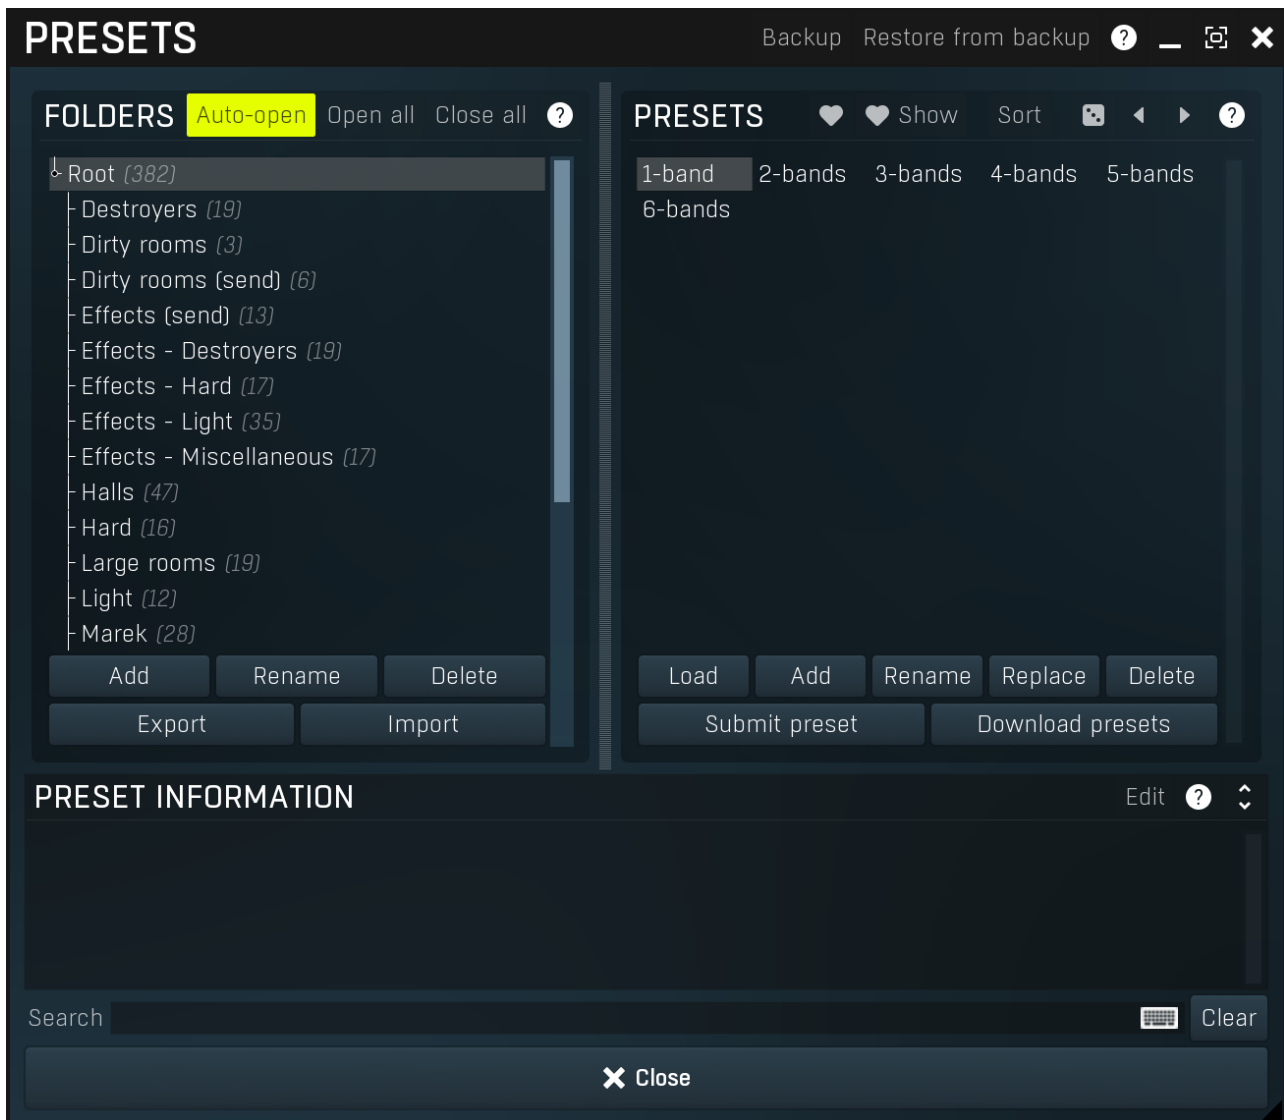 PRESETS Backup Restore from backup ?
FOLDERS Auto-open Open all Close all ?
Root (382)
Destroyers (19)
Dirty rooms (3)
Dirty rooms (send) (6)
Effects (send) (13)
Effects - Destroyers (19)
Effects - Hard (17)
Effects - Light (35)
Effects - Miscellaneous (17)
Halls (47)
Hard (16)
Large rooms (19)
Light (12)
Marek (28)
Add Rename Delete
Export Import
PRESETS Show Sort ?
1-band 2-bands 3-bands 4-bands 5-bands
6-bands
Load Add Rename Replace Delete
Submit preset Download presets
PRESET INFORMATION Edit ?
Search Clear
Close